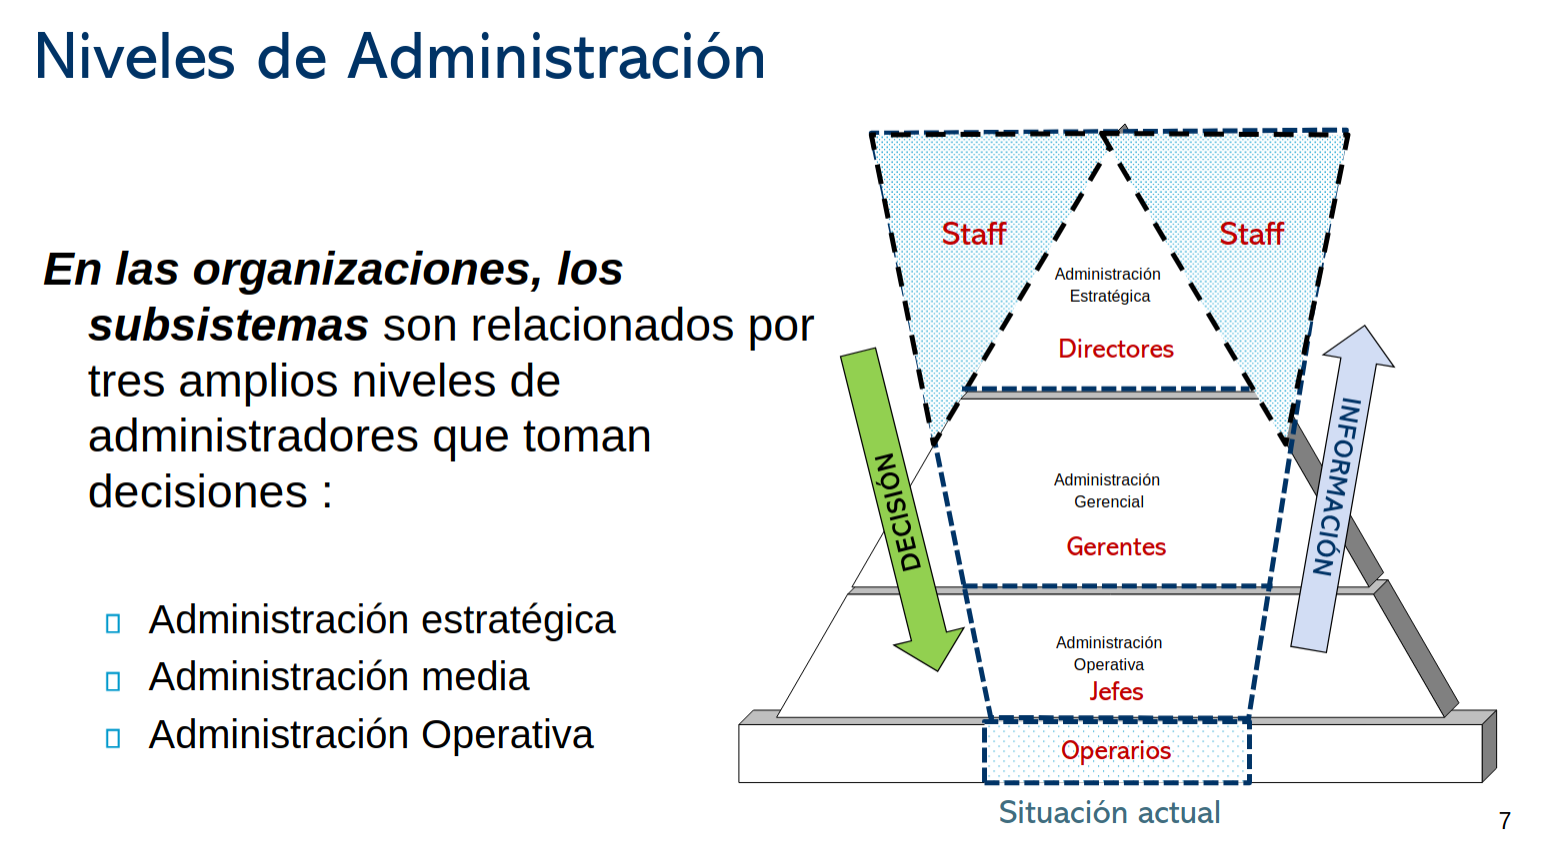 Niveles de Administración
En las organizaciones, los
subsistemas son relacionados por
tres amplios niveles de
administradores que toman
decisiones :
Administración estratégica
Administración media
Administración Operativa
Staff
Staff
Administración
Estratégica
Directores
DECISIÓN
INFORMACIÓN
Administración
Gerencial
Gerentes
Administración
Operativa
Jefes
Operarios
Situación actual
7